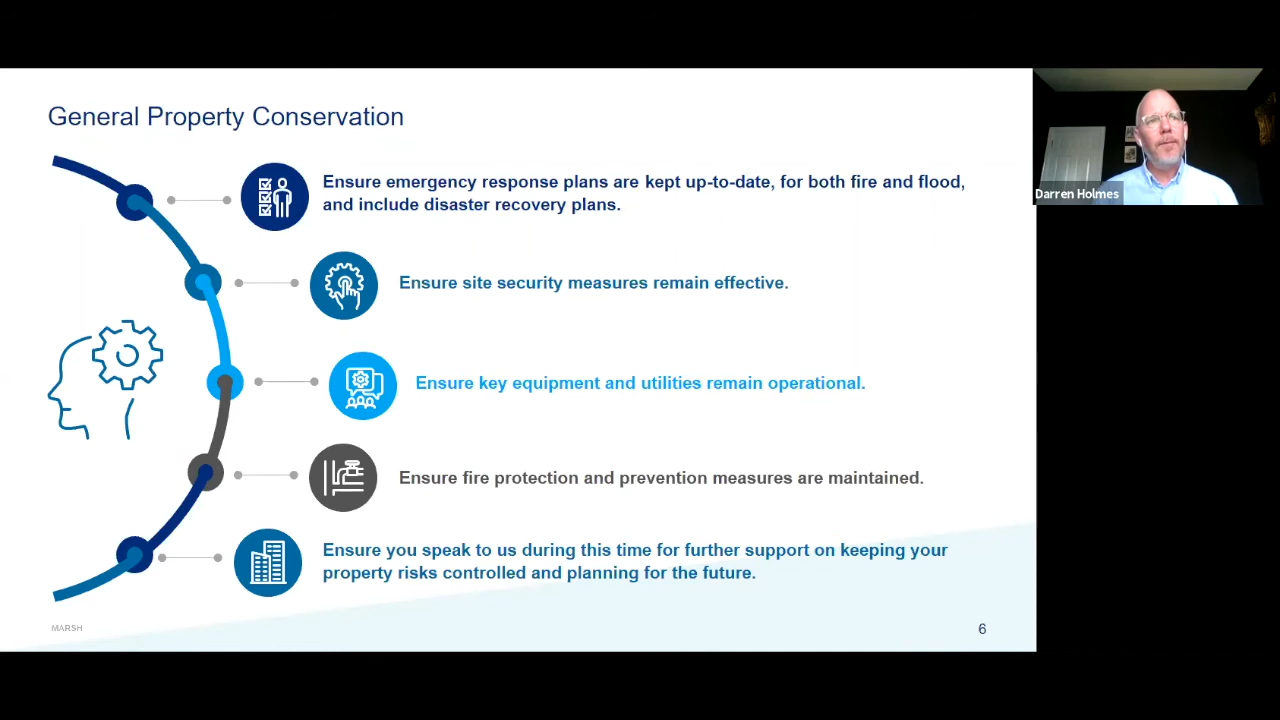 General Property Conservation
Ensure emergency response plans are kept up-to-date, for both fire and flood,
and include disaster recovery plans.
Ensure site security measures remain effective.
Ensure key equipment and utilities remain operational.
Ensure fire protection and prevention measures are maintained.
Ensure you speak to us during this time for further support on keeping your
property risks controlled and planning for the future.
MARSH
6
Darren Holmes